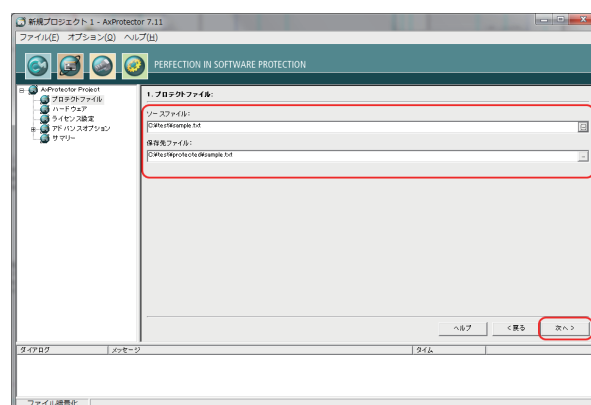 新規プロジェクト 1 - AxProtector 7.11
ファイル(F) オプション(O) ヘルプ(H)
PERFECTION IN SOFTWARE PROTECTION
AxProtector Project
プロテクトファイル
ハードウェア
ライセンス設定
アドバンスオプション
サマリー
1. プロテクトファイル:
ソースファイル:
C:¥test¥sample.txt
保存先ファイル:
C:¥test¥protected¥sample.txt
ヘルプ
< 戻る
次へ >
ダイアログ メッセージ タイム
ファイル暗号化